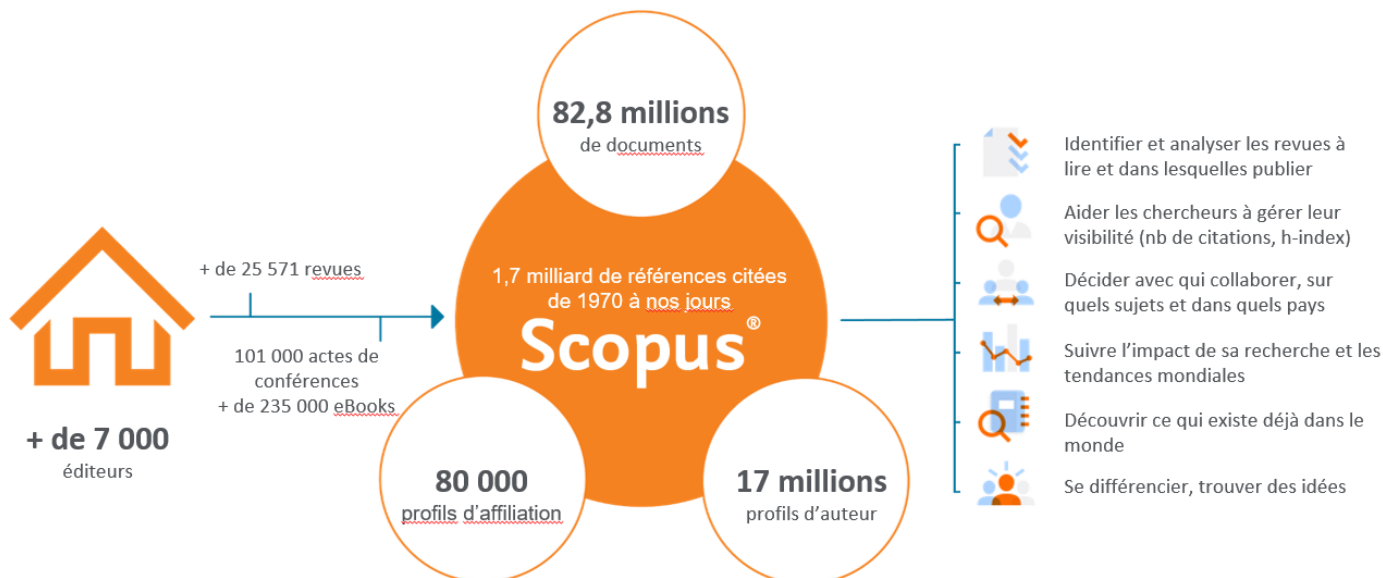 + de 7 000
éditeurs
+ de 25 571 revues
101 000 actes de
conférences
+ de 235 000 eBooks
82,8 millions
de documents
1,7 milliard de références citées
de 1970 à nos jours
Scopus®
80 000
profils d’affiliation
17 millions
profils d’auteur
Identifier et analyser les revues à
lire et dans lesquelles publier
Aider les chercheurs à gérer leur
visibilité (nb de citations, h-index)
Décider avec qui collaborer, sur
quels sujets et dans quels pays
Suivre l’impact de sa recherche et les
tendances mondiales
Découvrir ce qui existe déjà dans le
monde
Se différencier, trouver des idées